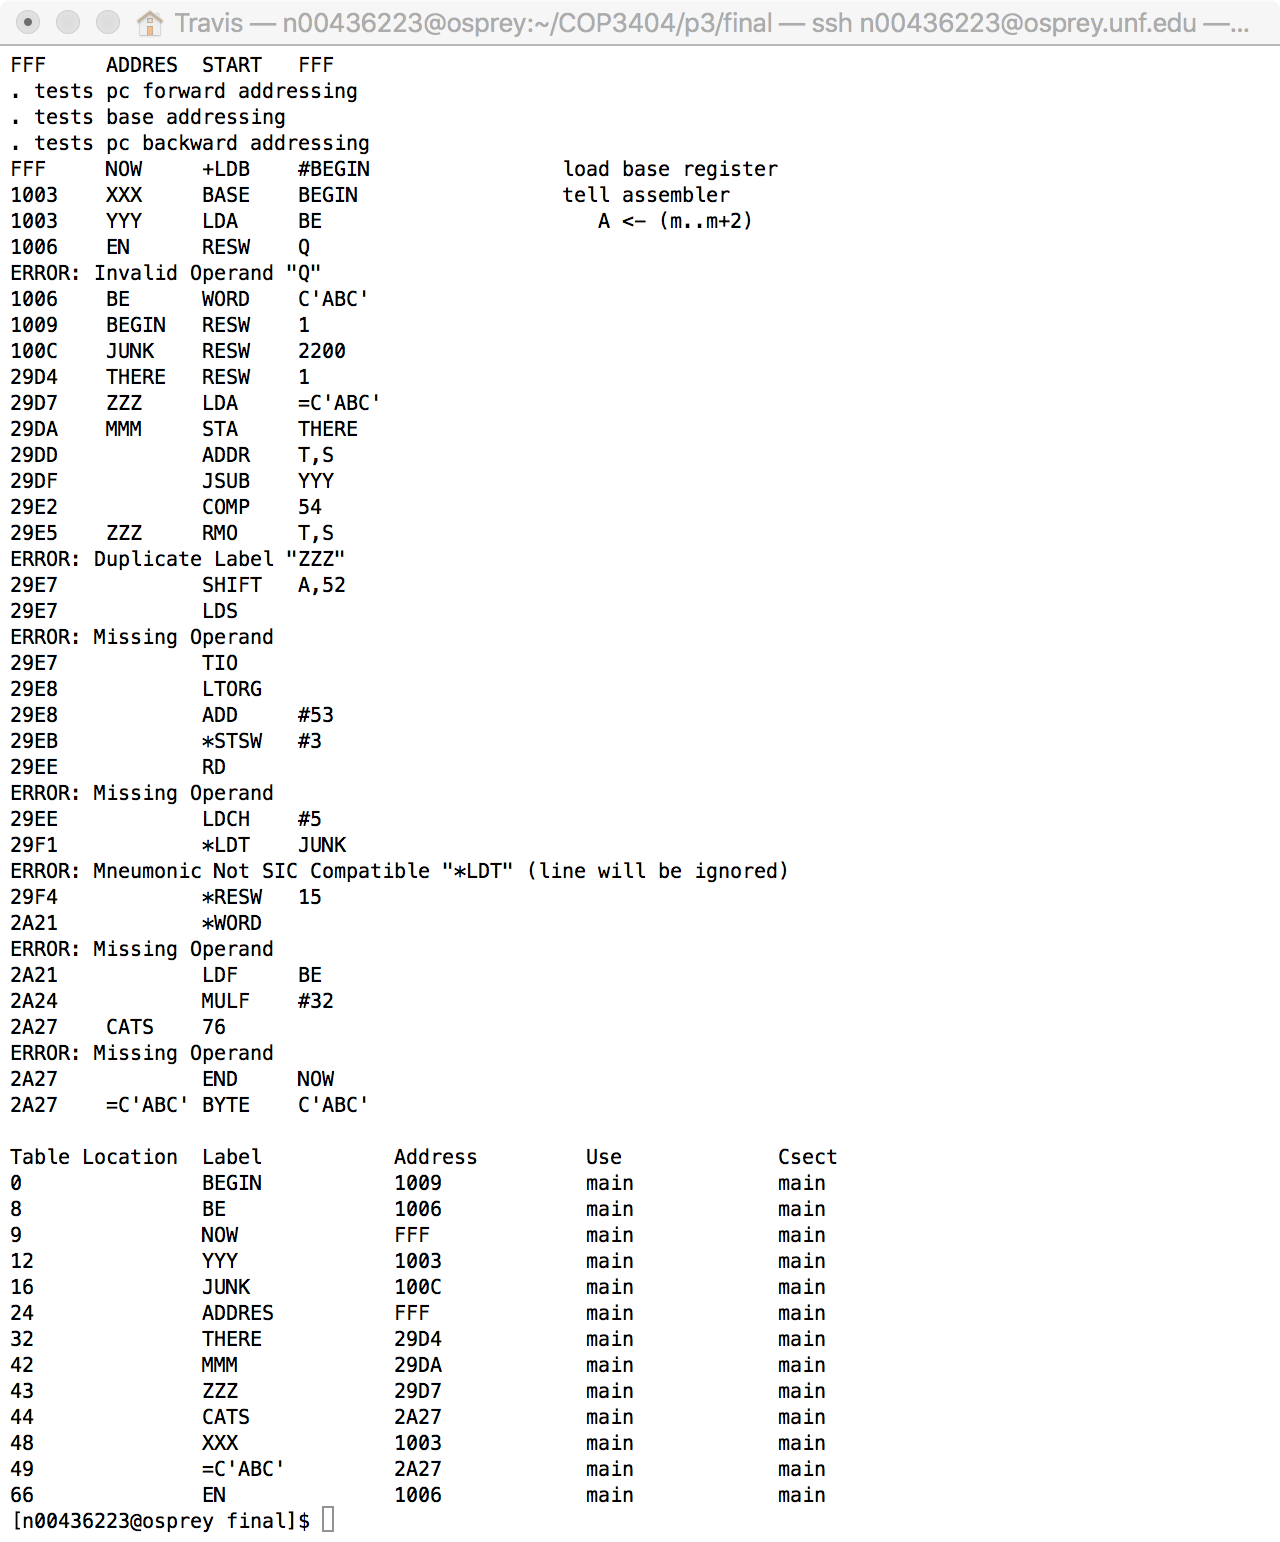 Travis — n00436223@osprey:~/COP3404/p3/final — ssh n00436223@osprey.unf.edu —...
FFF     ADDRES  START   FFF
. tests pc forward addressing
. tests base addressing
. tests pc backward addressing
FFF     NOW     +LDB    #BEGIN                load base register
1003    XXX     BASE    BEGIN                 tell assembler
1003    YYY     LDA     BE                       A <- (m..m+2)
1006    EN      RESW    Q
ERROR: Invalid Operand "Q"
1006    BE      WORD    C'ABC'
1009    BEGIN   RESW    1
100C    JUNK    RESW    2200
29D4    THERE   RESW    1
29D7    ZZZ     LDA     =C'ABC'
29DA    MMM     STA     THERE
29DD            ADDR    T,S
29DF            JSUB    YYY
29E2            COMP    54
29E5    ZZZ     RMO     T,S
ERROR: Duplicate Label "ZZZ"
29E7            SHIFT   A,52
29E7            LDS
ERROR: Missing Operand
29E7            TIO
29E8            LTORG
29E8            ADD     #53
29EB            *STSW   #3
29EE            RD
ERROR: Missing Operand
29EE            LDCH    #5
29F1            *LDT    JUNK
ERROR: Mneumonic Not SIC Compatible "*LDT" (line will be ignored)
29F4            *RESW   15
2A21            *WORD
ERROR: Missing Operand
2A21            LDF     BE
2A24            MULF    #32
2A27    CATS    76
ERROR: Missing Operand
2A27            END     NOW
2A27    =C'ABC' BYTE    C'ABC'
Table Location  Label           Address         Use             Csect
0               BEGIN           1009            main            main
8               BE              1006            main            main
9               NOW             FFF             main            main
12              YYY             1003            main            main
16              JUNK            100C            main            main
24              ADDRES          FFF             main            main
32              THERE           29D4            main            main
42              MMM             29DA            main            main
43              ZZZ             29D7            main            main
44              CATS            2A27            main            main
48              XXX             1003            main            main
49              =C'ABC'         2A27            main            main
66              EN              1006            main            main
[n00436223@osprey final]$